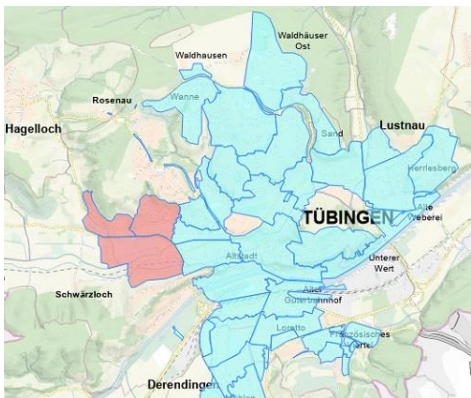 Waldhäuser
Ost
Waldhausen
Wanne
Rosenau
Hagelloch
Sand
Lustnau
Herrlesberg
TÜBINGEN
Alte
Weberei
Altstadt
Unterer
Wert
Schwärzloch
Alter
Güterbahnhof
Loretto
Französisches
Derendingen